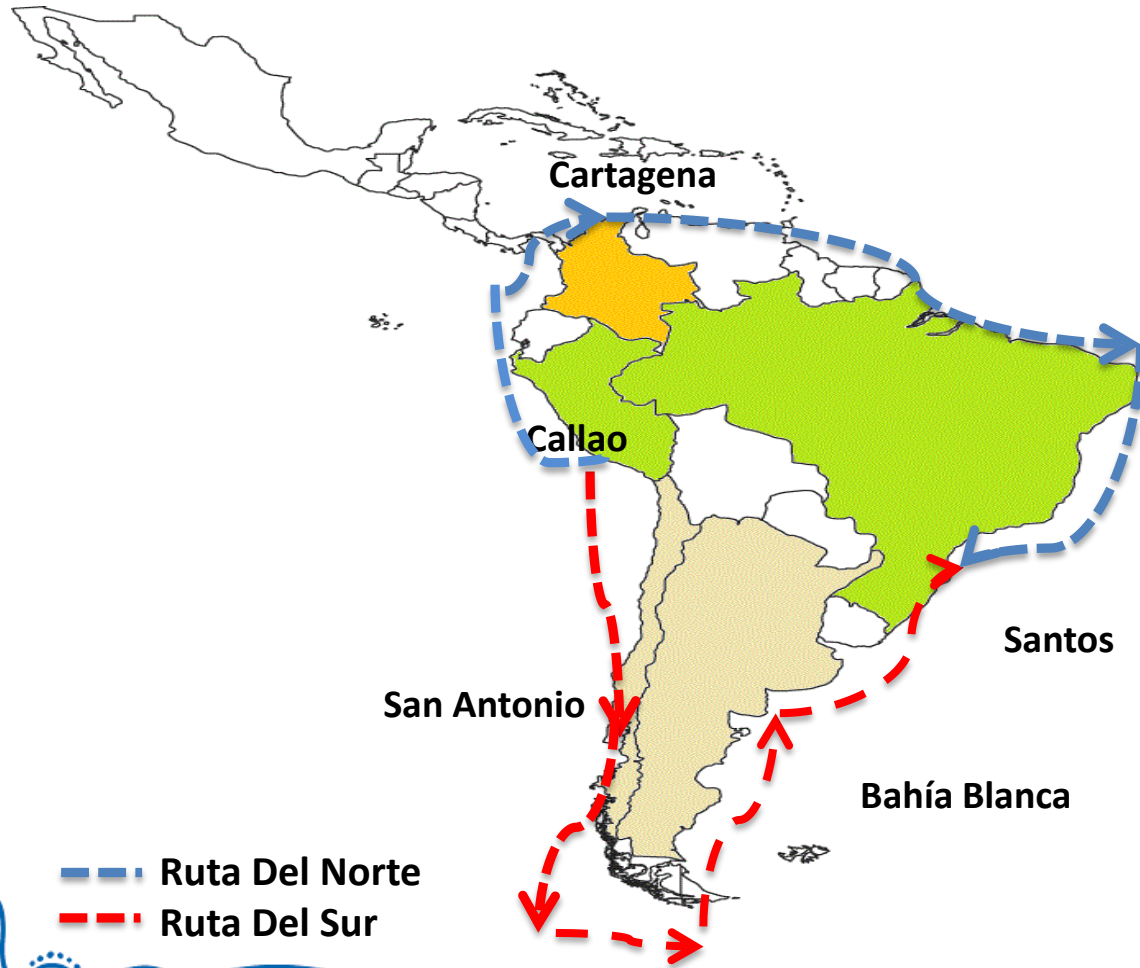 Cartagena
Callao
Santos
San Antonio
Bahía Blanca
Ruta Del Norte
Ruta Del Sur